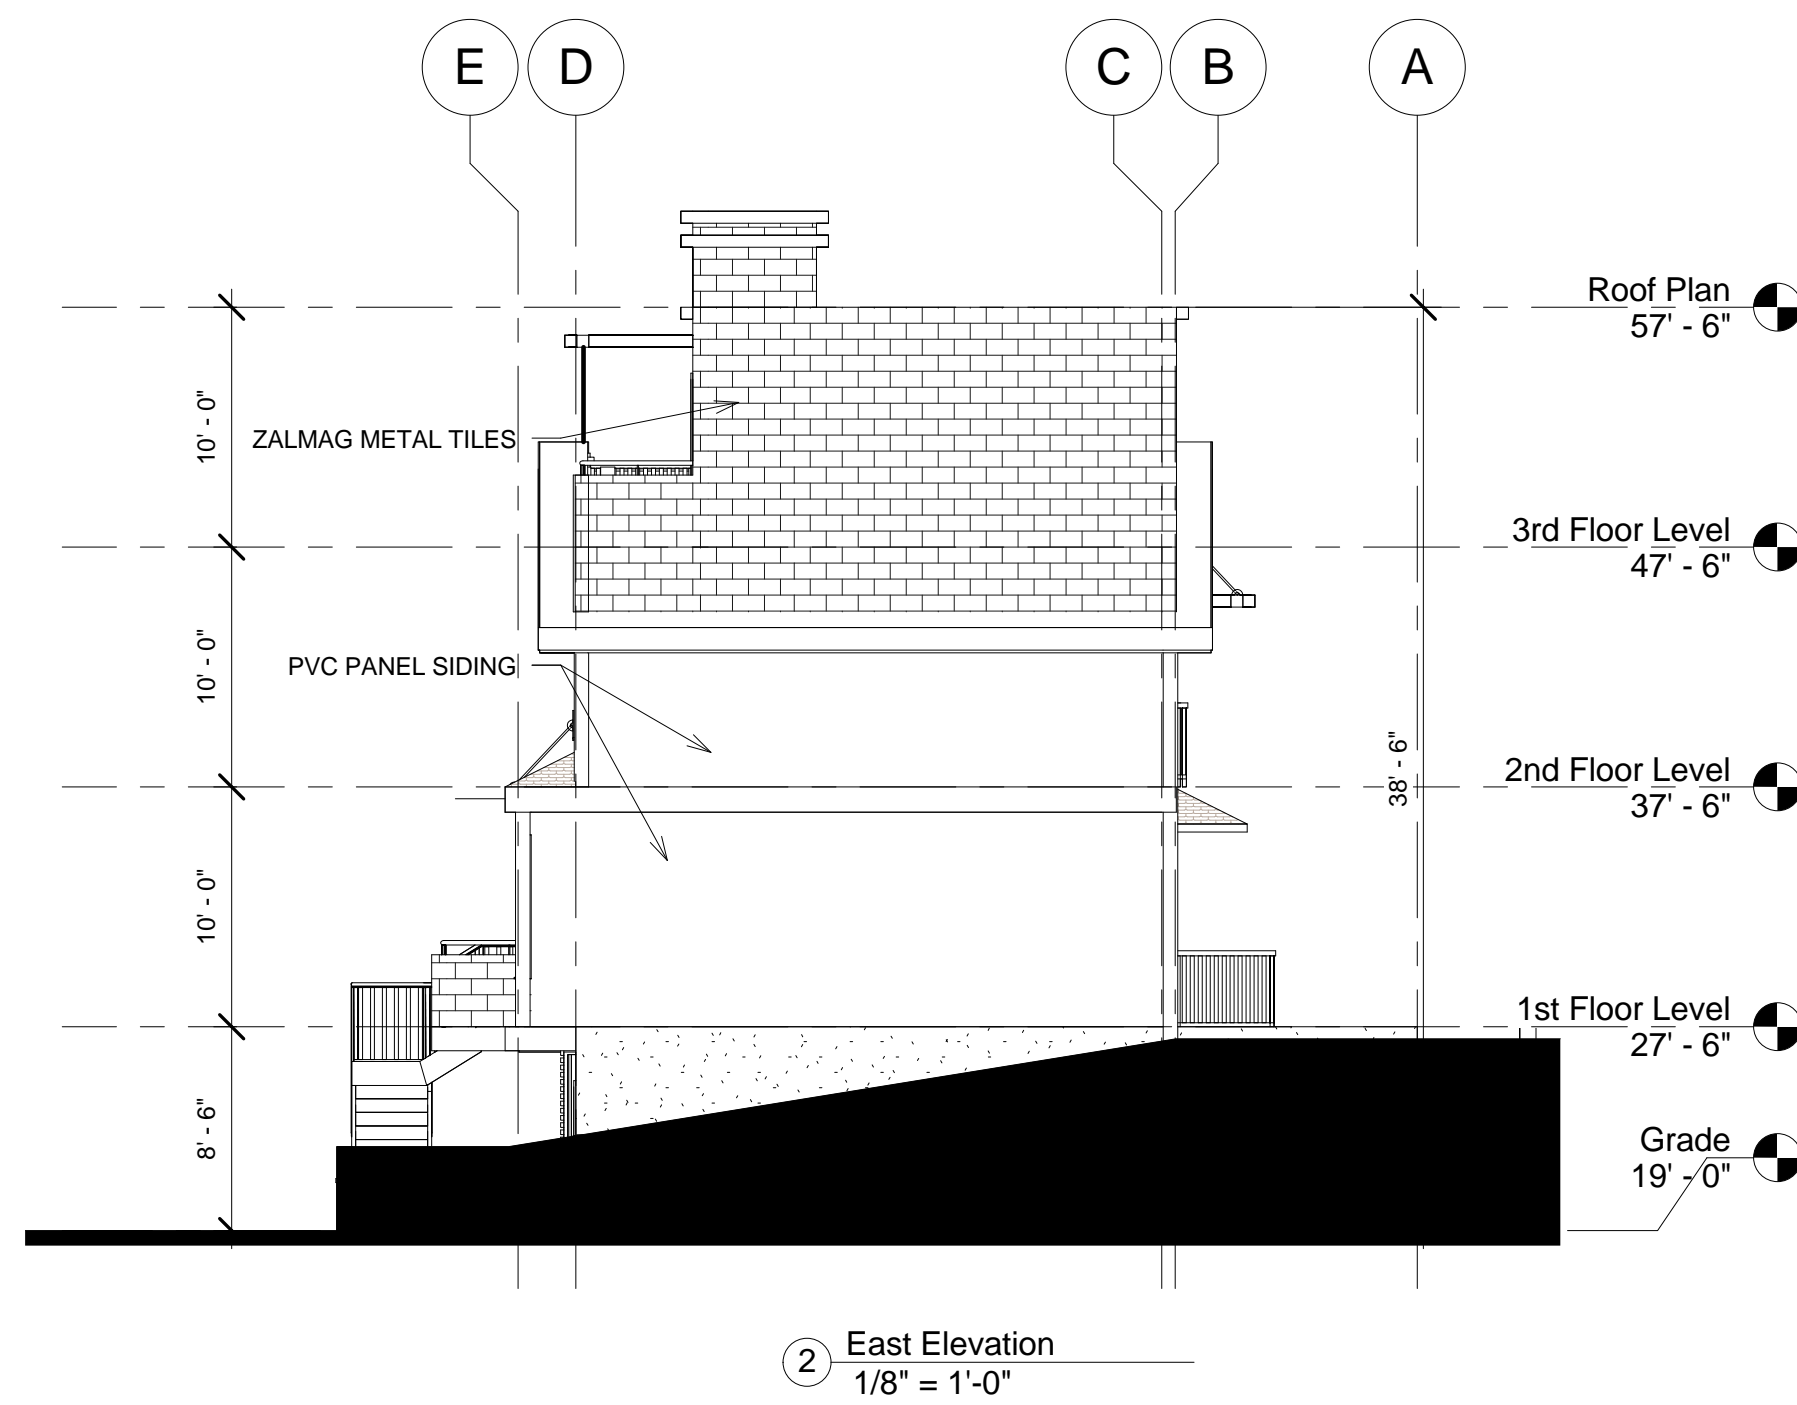 E D C B A
Roof Plan
57' - 6"
10' - 0"
ZALMAG METAL TILES
3rd Floor Level
47' - 6"
10' - 0"
PVC PANEL SIDING
38' - 6"
2nd Floor Level
37' - 6"
10' - 0"
1st Floor Level
27' - 6"
8' - 6"
Grade
19' - 0"
2 East Elevation
1/8" = 1'-0"